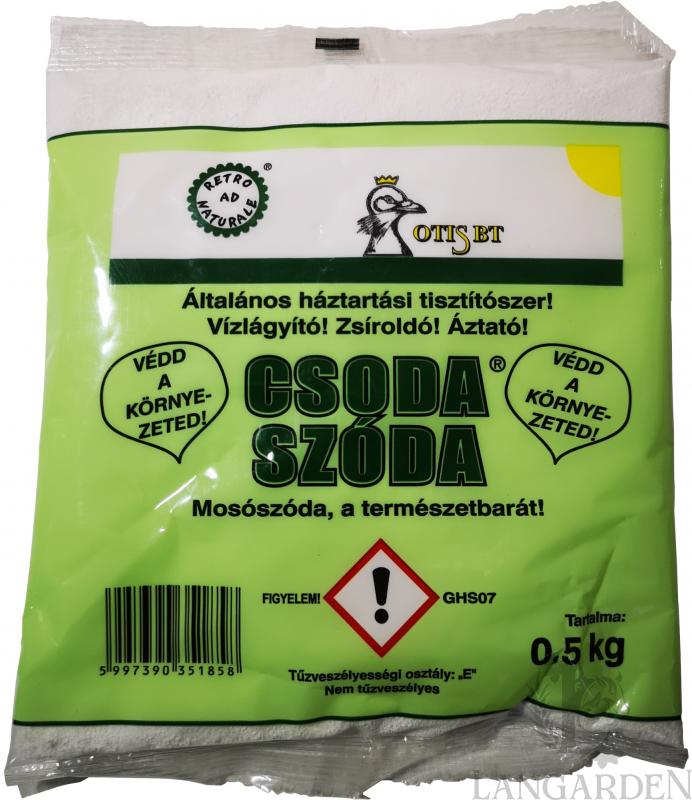 RETRO
AD
NATURALE
®
OTIS BT
Általános háztartási tisztítószer!
Vízlágyító! Zsíroldó! Áztató!
VÉDD
A
KÖRNYE-
ZETED!
CSODA®
SZÓDA
VÉDD
A
KÖRNYE-
ZETED!
Mosószóda, a természetbarát!
FIGYELEM!
!
GHS07
Tartalma:
0,5 kg
5 997390 351858
Tűzveszélyességi osztály: „E"
Nem tűzveszélyes
LANGARDEN